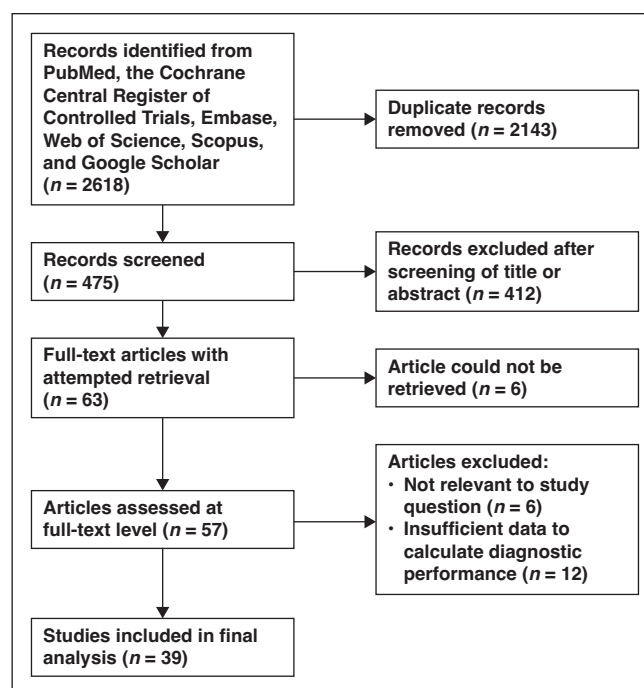 Records identified from
PubMed, the Cochrane
Central Register of
Controlled Trials, Embase,
Web of Science, Scopus,
and Google Scholar
(n = 2618)
Duplicate records
removed (n = 2143)
Records screened
(n = 475)
Records excluded after
screening of title or
abstract (n = 412)
Full-text articles with
attempted retrieval
(n = 63)
Article could not be
retrieved (n = 6)
Articles assessed at
full-text level (n = 57)
Articles excluded:
• Not relevant to study
question (n = 6)
• Insufficient data to
calculate diagnostic
performance (n = 12)
Studies included in final
analysis (n = 39)